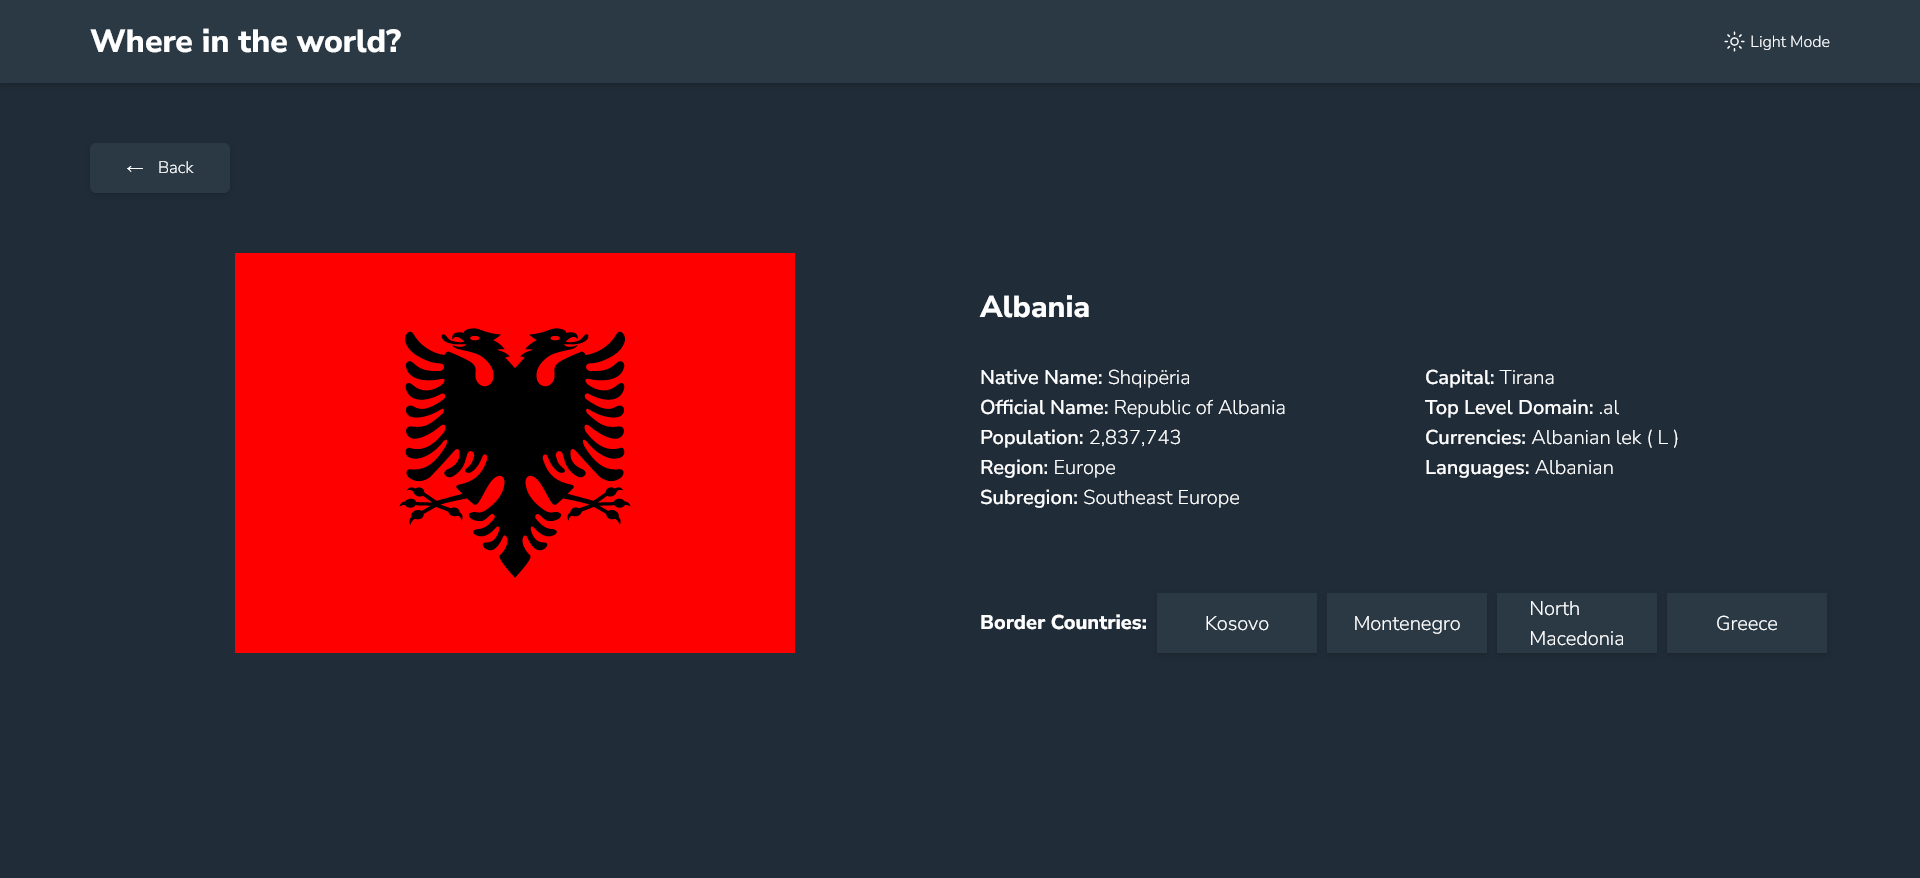 Where in the world?
Light Mode
← Back
Albania
Native Name: Shqipëria
Official Name: Republic of Albania
Population: 2,837,743
Region: Europe
Subregion: Southeast Europe
Capital: Tirana
Top Level Domain: .al
Currencies: Albanian lek ( L )
Languages: Albanian
Border Countries:
Kosovo
Montenegro
North
Macedonia
Greece